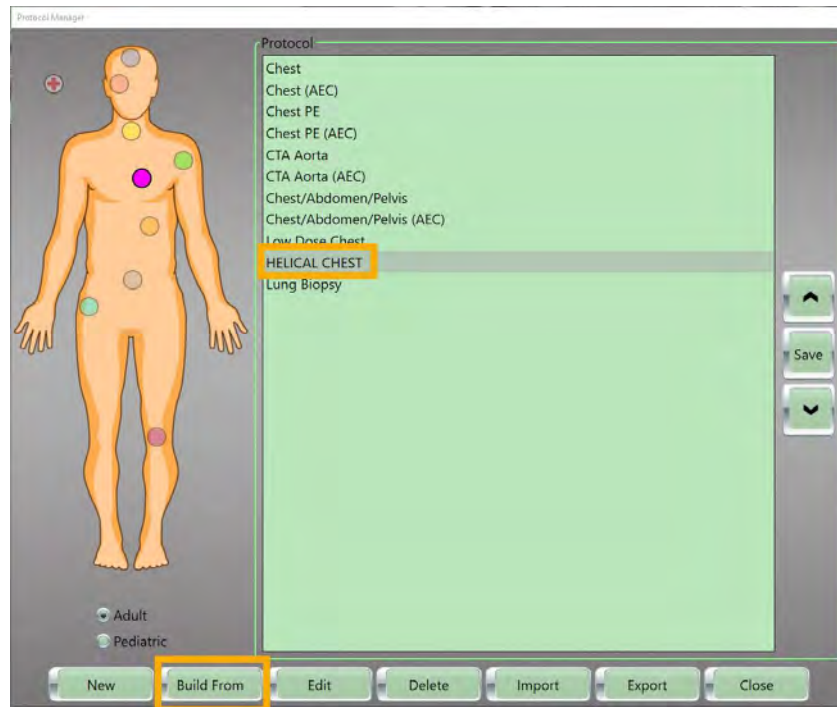 Protocol Manager
Protocol
Chest
Chest (AEC)
Chest PE
Chest PE (AEC)
CTA Aorta
CTA Aorta (AEC)
Chest/Abdomen/Pelvis
Chest/Abdomen/Pelvis (AEC)
Low Dose Chest
HELICAL CHEST
Lung Biopsy
Save
Adult
Pediatric
New Build From Edit Delete Import Export Close